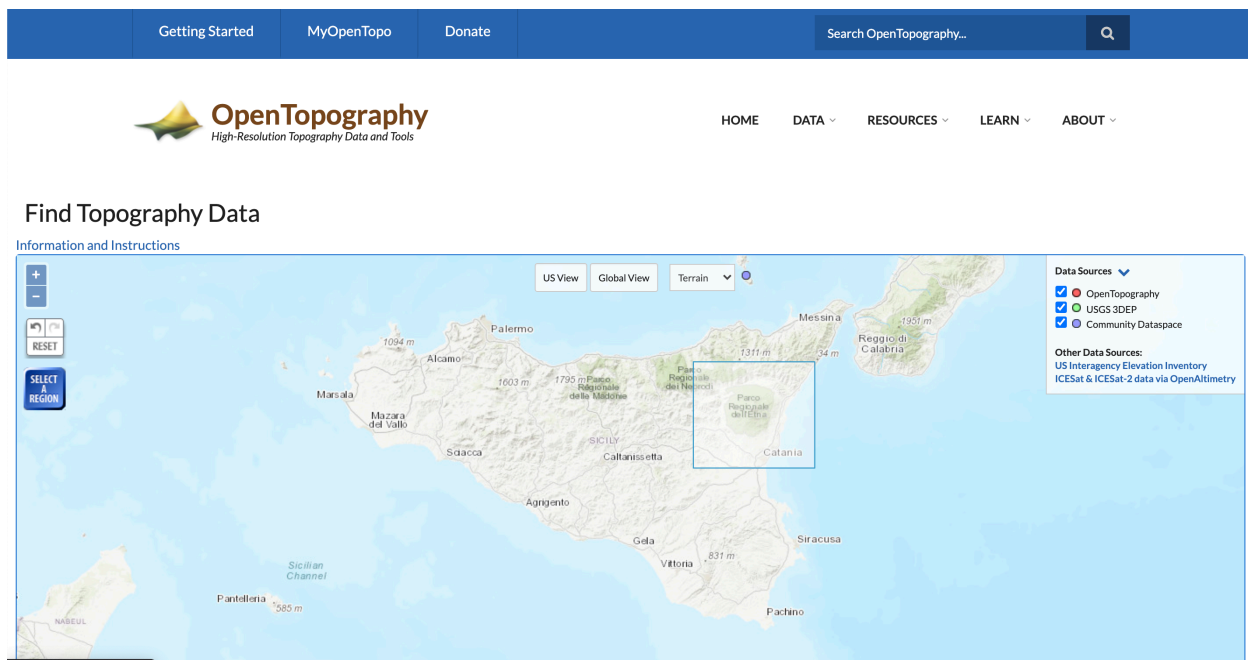 Getting Started
MyOpenTopo
Donate
Search OpenTopography...
OpenTopography
High-Resolution Topography Data and Tools
HOME
DATA
RESOURCES
LEARN
ABOUT
Find Topography Data
Information and Instructions
+
−
RESET
SELECT
A
REGION
US View
Global View
Terrain
Data Sources
OpenTopography
USGS 3DEP
Community Dataspace
Other Data Sources:
US Interagency Elevation Inventory
ICESat & ICESat-2 data via OpenAltimetry
Messina
1951 m
Palermo
Reggio di
Calabria
1094 m
Alcamo
1311 m
34 m
Parco
Regionale
dei Nebrodi
1603 m
1795 m
Parco
Regionale
delle Madonie
Marsala
Parco
Regionale
dell'Etna
Mazara
del Vallo
SICILY
Sciacca
Caltanissetta
Catania
Agrigento
Gela
Siracusa
831 m
Vittoria
Sicilian
Channel
Pantelleria
585 m
Pachino
NABEUL